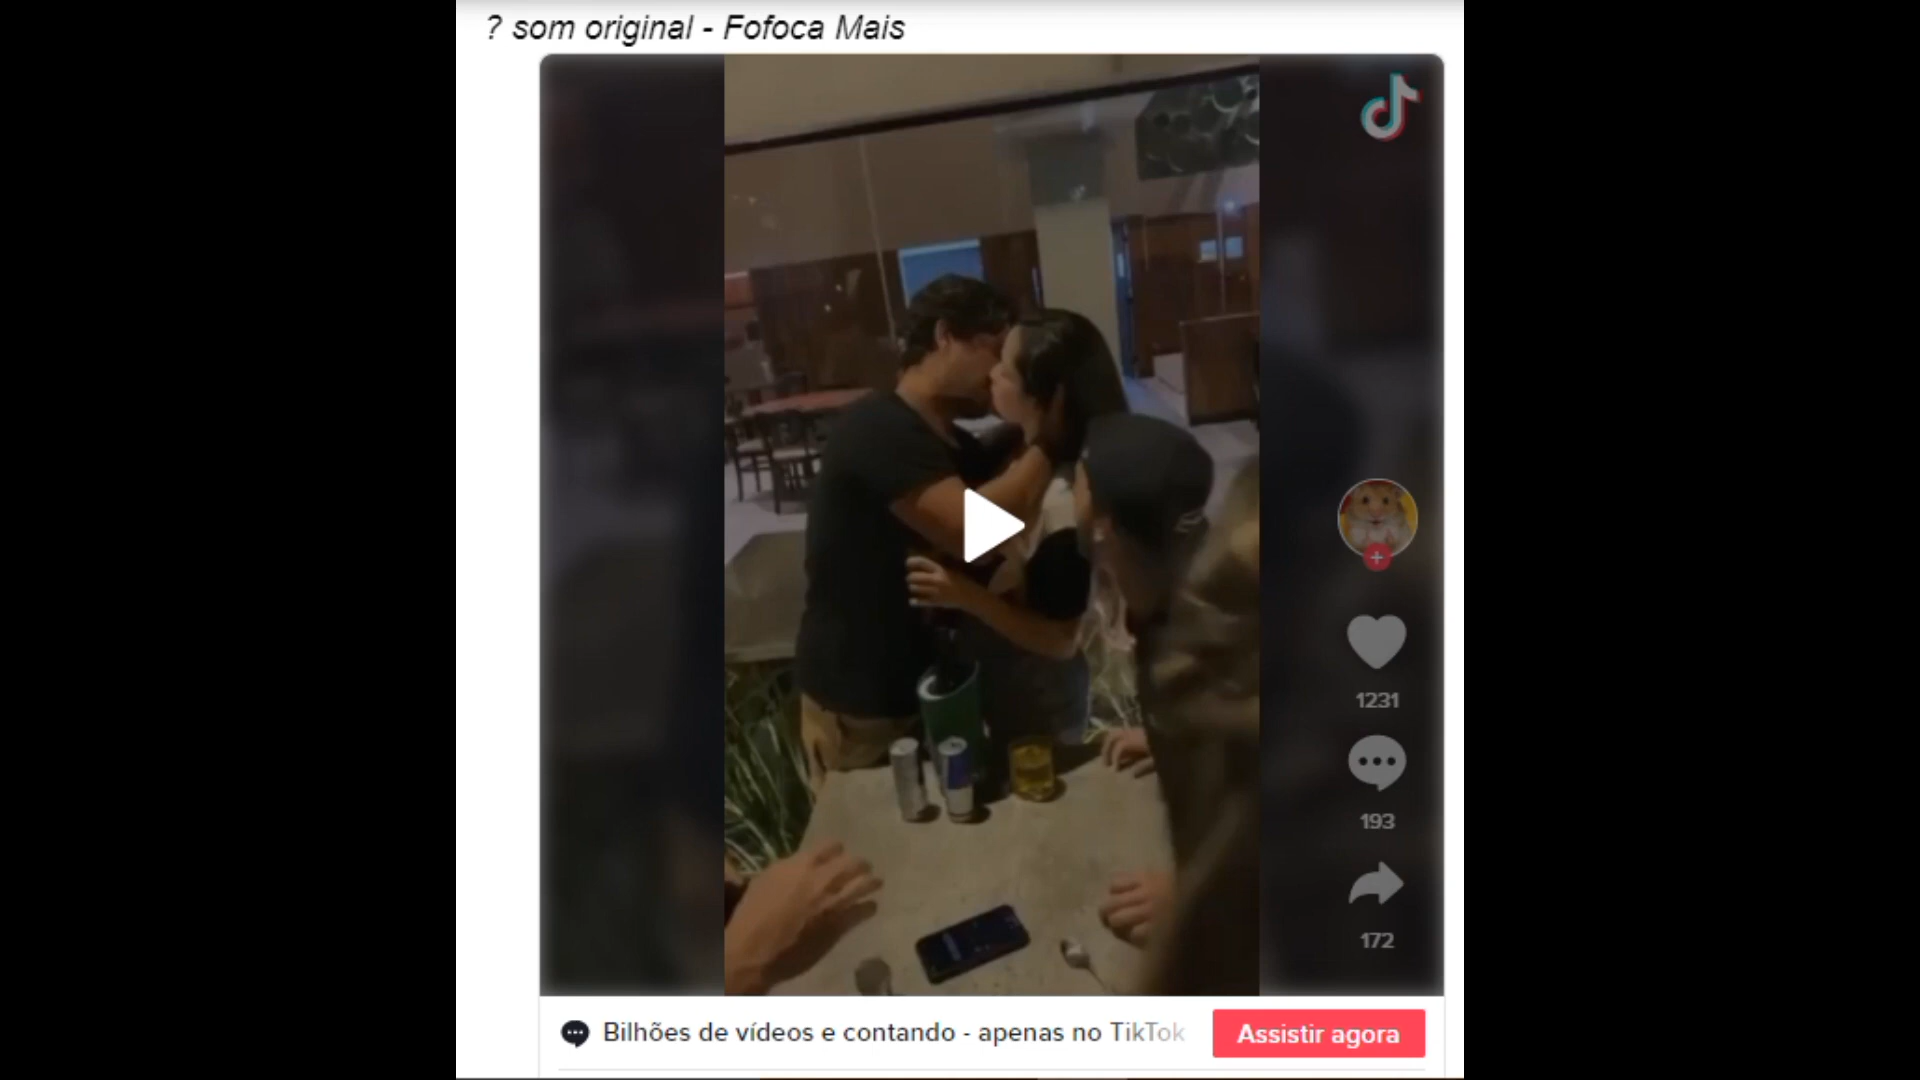 ? som original - Fofoca Mais
1231
193
172
Bilhões de vídeos e contando - apenas no TikTok
Assistir agora